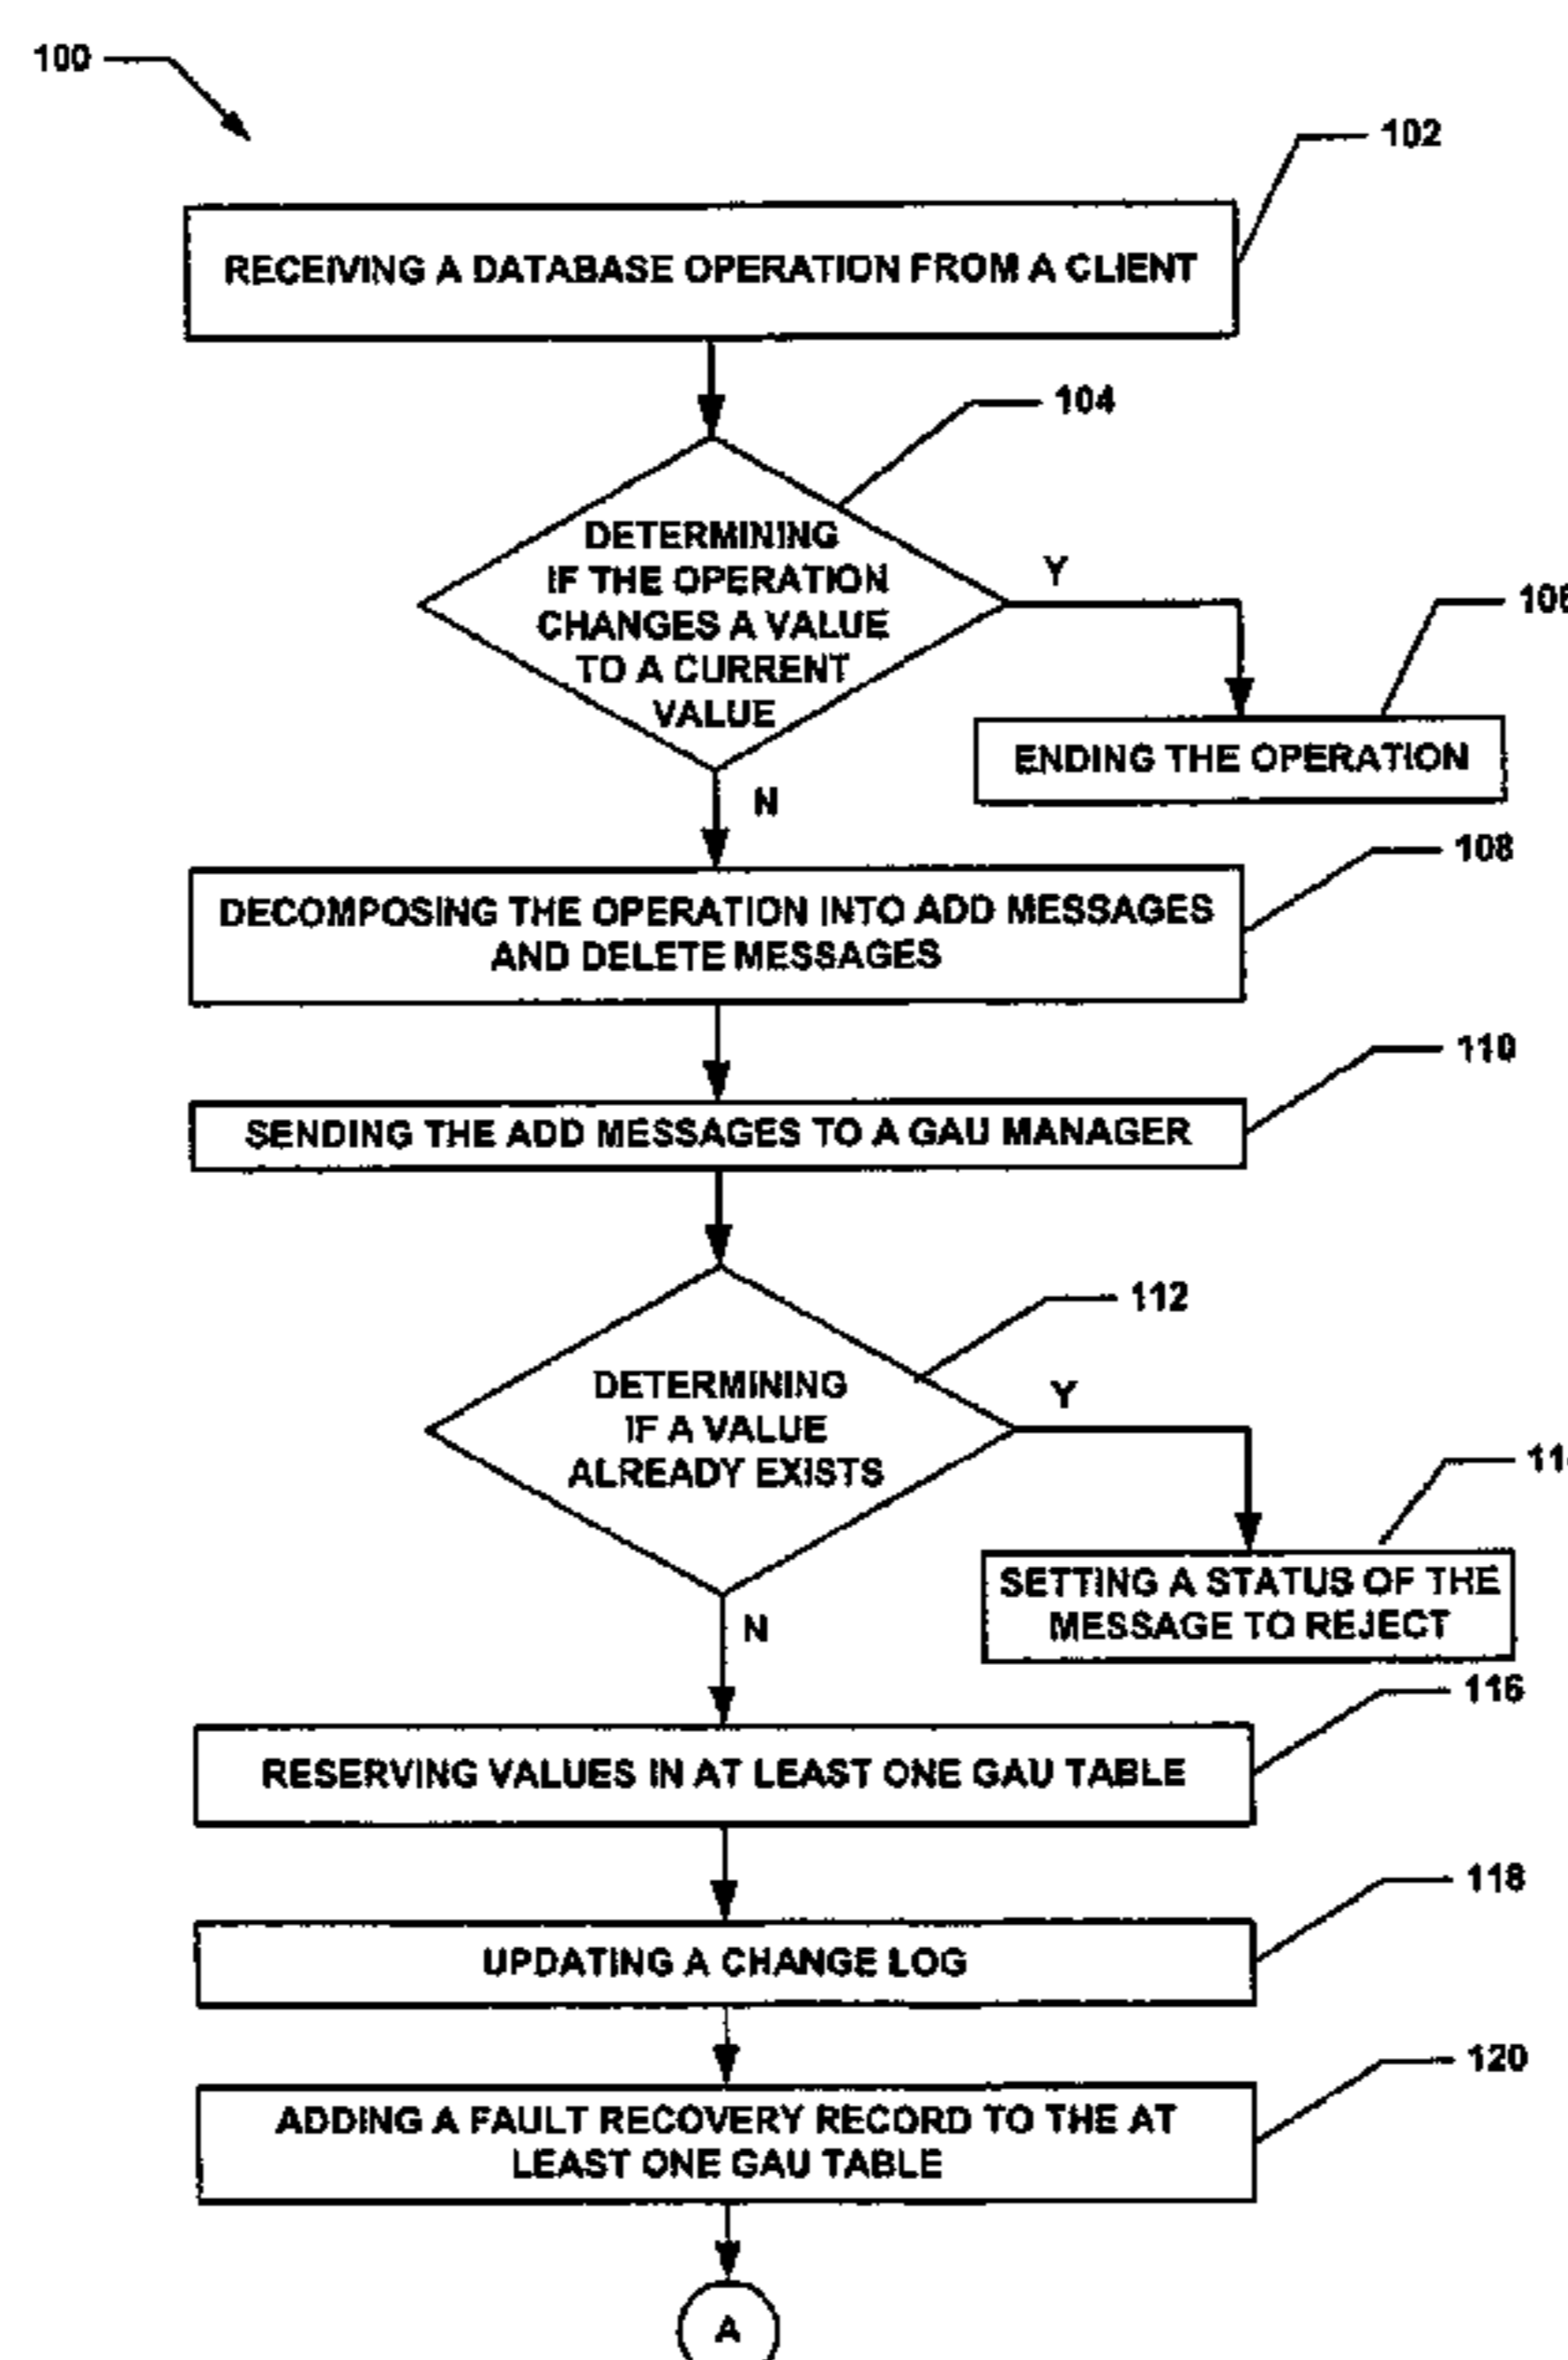 100
102
RECEIVING A DATABASE OPERATION FROM A CLIENT
104
DETERMINING
IF THE OPERATION
CHANGES A VALUE
TO A CURRENT
VALUE
Y
ENDING THE OPERATION
N
108
DECOMPOSING THE OPERATION INTO ADD MESSAGES
AND DELETE MESSAGES
110
SENDING THE ADD MESSAGES TO A GAU MANAGER
112
DETERMINING
IF A VALUE
ALREADY EXISTS
Y
SETTING A STATUS OF THE
MESSAGE TO REJECT
N
116
RESERVING VALUES IN AT LEAST ONE GAU TABLE
118
UPDATING A CHANGE LOG
120
ADDING A FAULT RECOVERY RECORD TO THE AT
LEAST ONE GAU TABLE
A